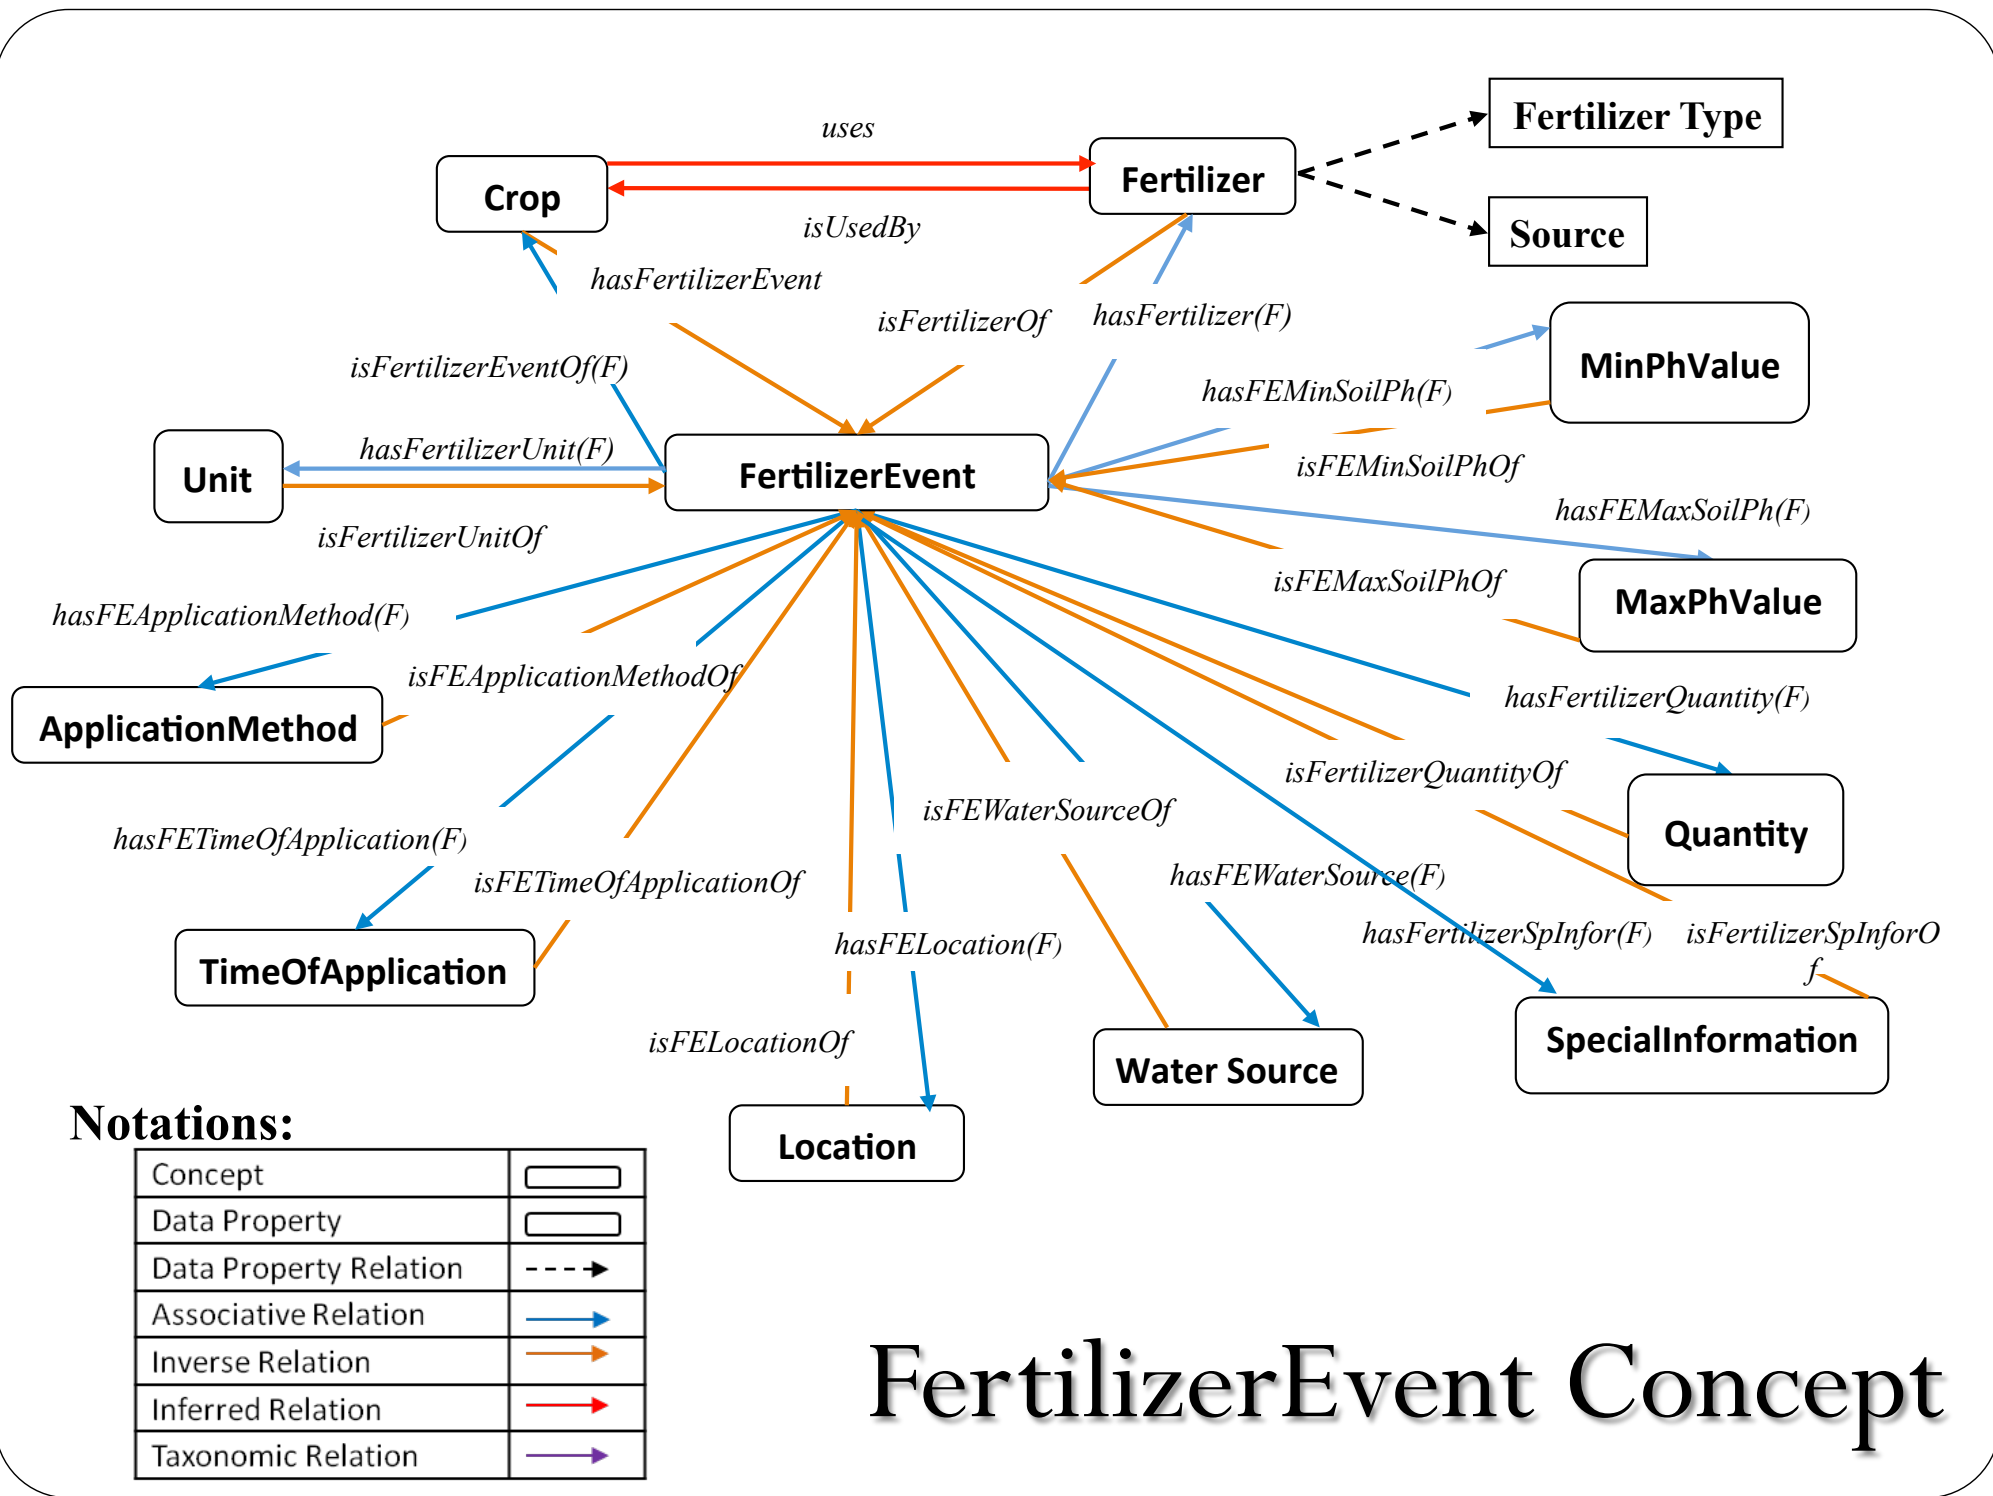 Fertilizer Type
uses
Crop
Fertilizer
isUsedBy
Source
hasFertilizerEvent
isFertilizerOf
hasFertilizer(F)
isFertilizerEventOf(F)
MinPhValue
hasFEMinSoilPh(F)
Unit
hasFertilizerUnit(F)
FertilizerEvent
isFEMinSoilPhOf
isFertilizerUnitOf
hasFEMaxSoilPh(F)
isFEMaxSoilPhOf
MaxPhValue
hasFEApplicationMethod(F)
isFEApplicationMethodOf
hasFertilizerQuantity(F)
ApplicationMethod
isFertilizerQuantityOf
isFEWaterSourceOf
Quantity
hasFETimeOfApplication(F)
isFETimeOfApplicationOf
hasFEWaterSource(F)
hasFELocation(F)
hasFertilizerSpInfor(F)
isFertilizerSpInforO
f
TimeOfApplication
isFELocationOf
SpecialInformation
Water Source
Location
Notations:
Concept
Data Property
Data Property Relation
Associative Relation
Inverse Relation
Inferred Relation
Taxonomic Relation
FertilizerEvent Concept